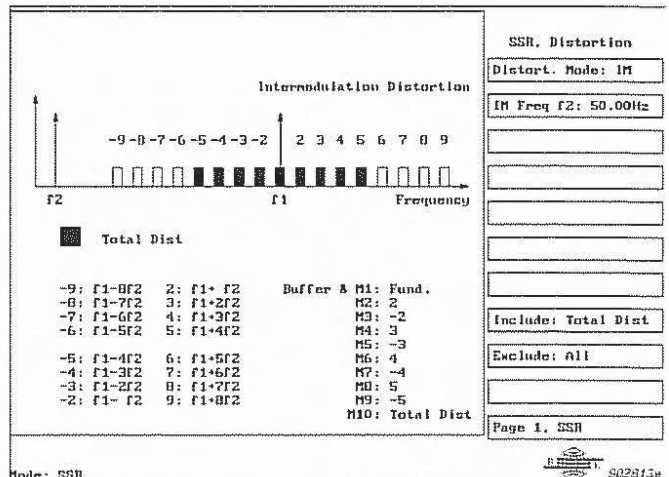 SSR, Distortion
Distort. Mode: IM
IM Freq f2: 50.00Hz
Include: Total Dist
Exclude: All
Page 1, SSR
Intermodulation Distortion
-9 -8 -7 -6 -5 -4 -3 -2 2 3 4 5 6 7 8 9
f2 f1 Frequency
Total Dist
-9: f1-8f2 2: f1+ f2 Buffer & M1: Fund.
-8: f1-7f2 3: f1+2f2 M2: 2
-7: f1-6f2 4: f1+3f2 M3: -2
-6: f1-5f2 5: f1+4f2 M4: 3
M5: -3
-5: f1-4f2 6: f1+5f2 M6: 4
-4: f1-3f2 7: f1+6f2 M7: -4
-3: f1-2f2 8: f1+7f2 M8: 5
-2: f1- f2 9: f1+8f2 M9: -5
M10: Total Dist
Mode: SSR